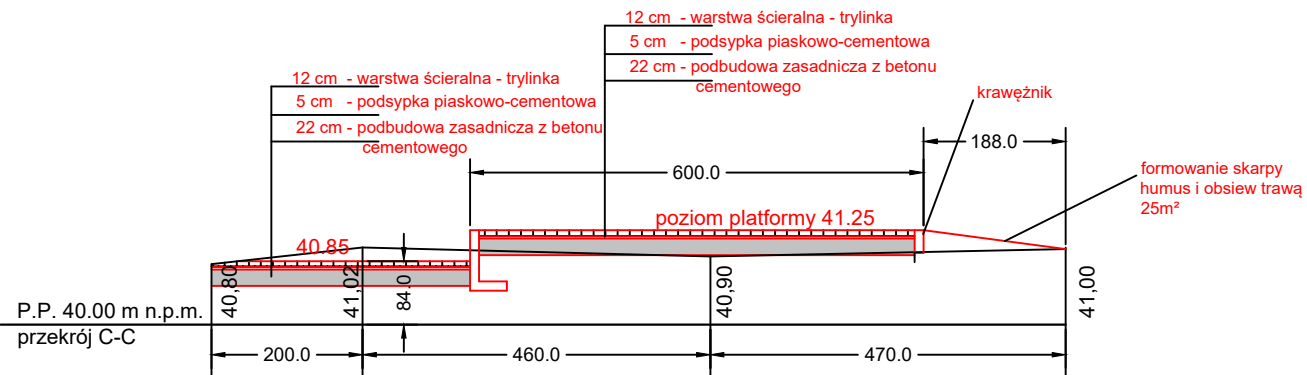 12 cm - warstwa ścieralna - trylinka
5 cm - podsypka piaskowo-cementowa
22 cm - podbudowa zasadnicza z betonu
cementowego
12 cm - warstwa ścieralna - trylinka
5 cm - podsypka piaskowo-cementowa
22 cm - podbudowa zasadnicza z betonu
cementowego
krawężnik
188.0
600.0
formowanie skarpy
humus i obsiew trawą
25m²
poziom platformy 41.25
40.85
40,80
41,02
84.0
40,90
41,00
P.P. 40.00 m n.p.m.
przekrój C-C
200.0
460.0
470.0